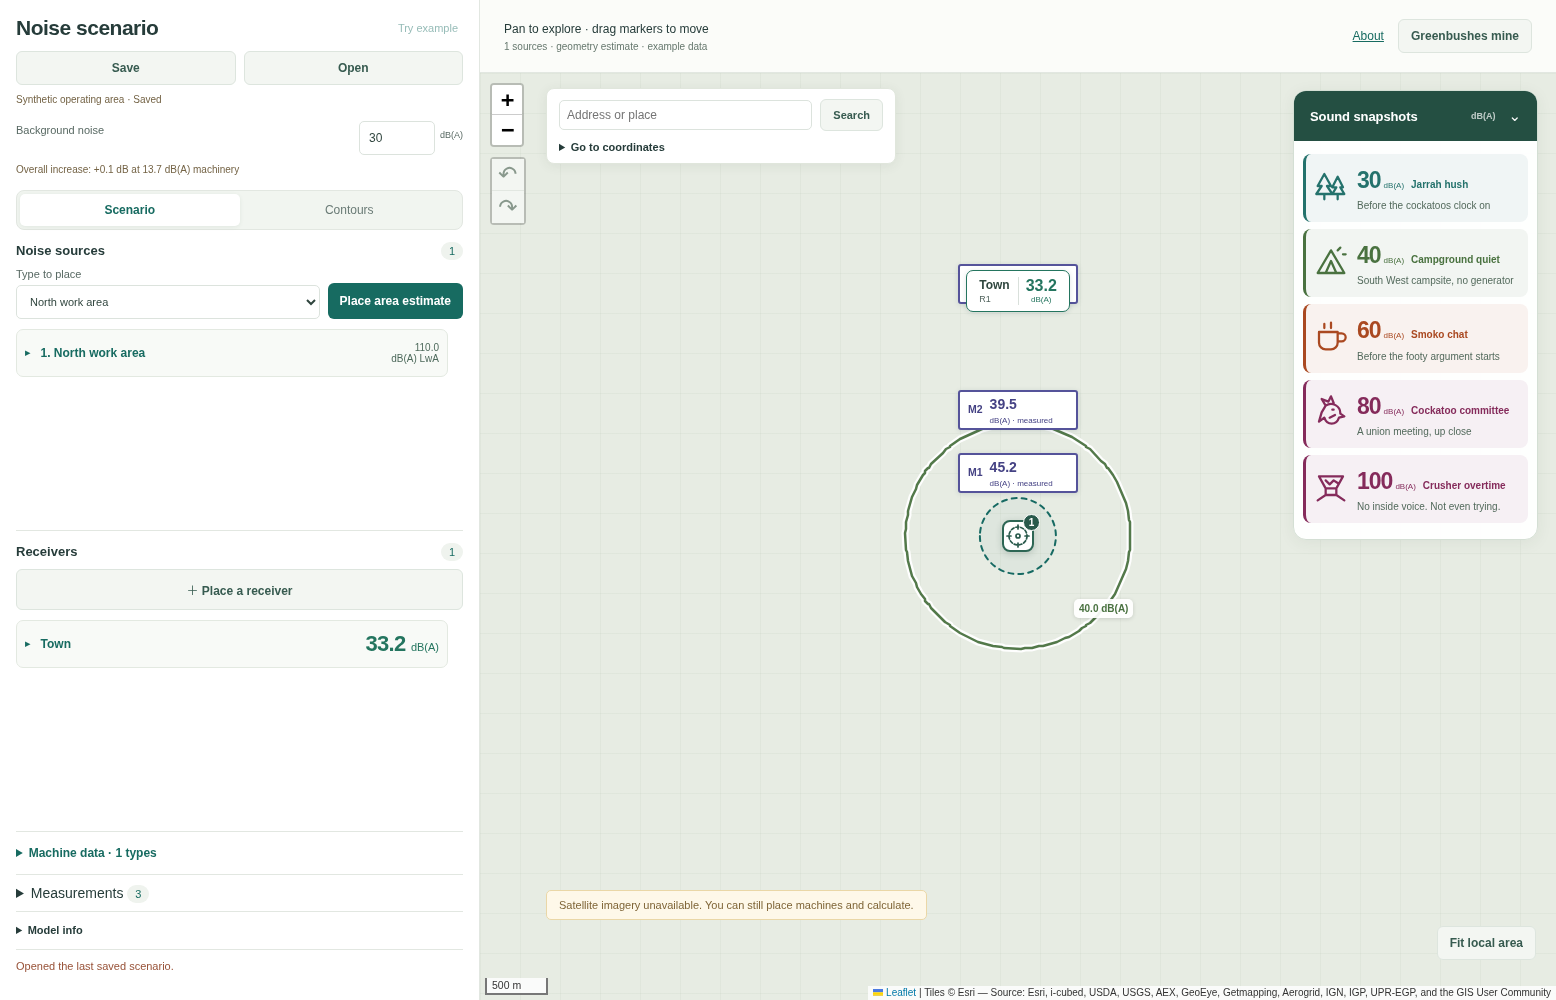 Noise scenario
Try example
Save
Open
Synthetic operating area · Saved
Background noise
30
dB(A)
Overall increase: +0.1 dB at 13.7 dB(A) machinery
Scenario
Contours
Noise sources
1
Type to place
North work area
Place area estimate
1. North work area
110.0
dB(A) LwA
Receivers
1
+ Place a receiver
Town
33.2 dB(A)
Machine data · 1 types
Measurements 3
Model info
Opened the last saved scenario.
Pan to explore · drag markers to move
1 sources · geometry estimate · example data
About
Greenbushes mine
+
−
Address or place
Search
Go to coordinates
Town
R1
33.2
dB(A)
M2 39.5
dB(A) · measured
M1 45.2
dB(A) · measured
1
40.0 dB(A)
Sound snapshots
dB(A)
30 dB(A) Jarrah hush
Before the cockatoos clock on
40 dB(A) Campground quiet
South West campsite, no generator
60 dB(A) Smoko chat
Before the footy argument starts
80 dB(A) Cockatoo committee
A union meeting, up close
100 dB(A) Crusher overtime
No inside voice. Not even trying.
Satellite imagery unavailable. You can still place machines and calculate.
Fit local area
500 m
Leaflet | Tiles © Esri — Source: Esri, i-cubed, USDA, USGS, AEX, GeoEye, Getmapping, Aerogrid, IGN, IGP, UPR-EGP, and the GIS User Community